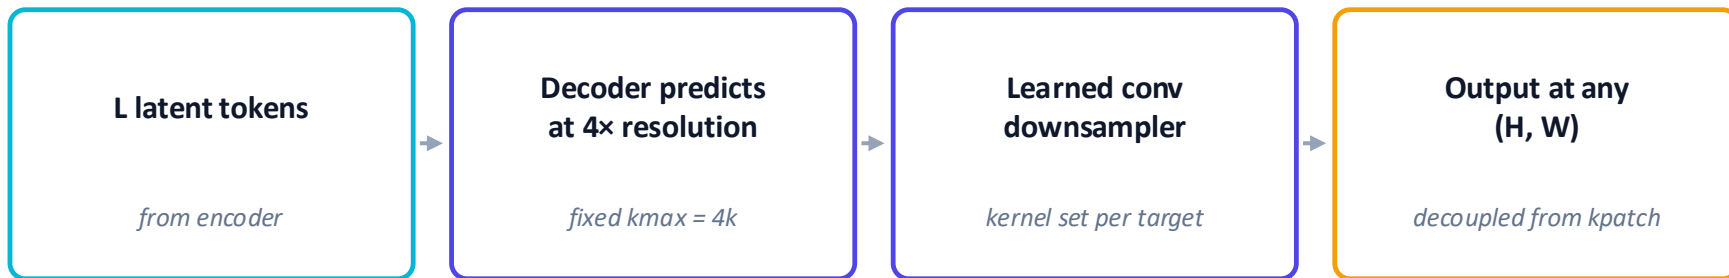 L latent tokens
from encoder
Decoder predicts
at 4× resolution
fixed kmax = 4k
Learned conv
downsampler
kernel set per target
Output at any
(H, W)
decoupled from kpatch